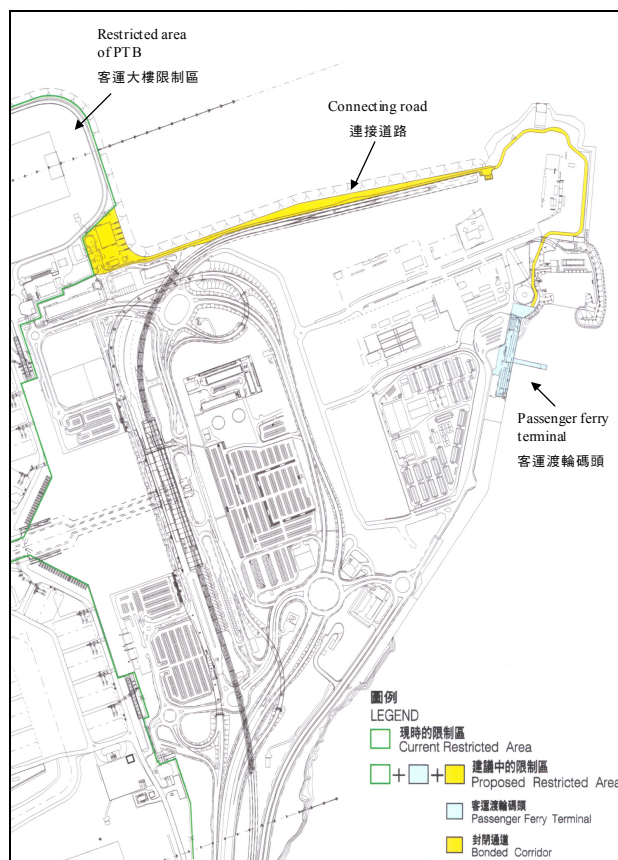 Restricted area
of PTB
客運大樓限制區
Connecting road
連接道路
Passenger ferry
terminal
客運渡輪碼頭
圖例
LEGEND
現時的限制區
Current Restricted Area
+ + 建議中的限制區
Proposed Restricted Area
客運渡輪碼頭
Passenger Ferry Terminal
封閉通道
Bonded Corridor